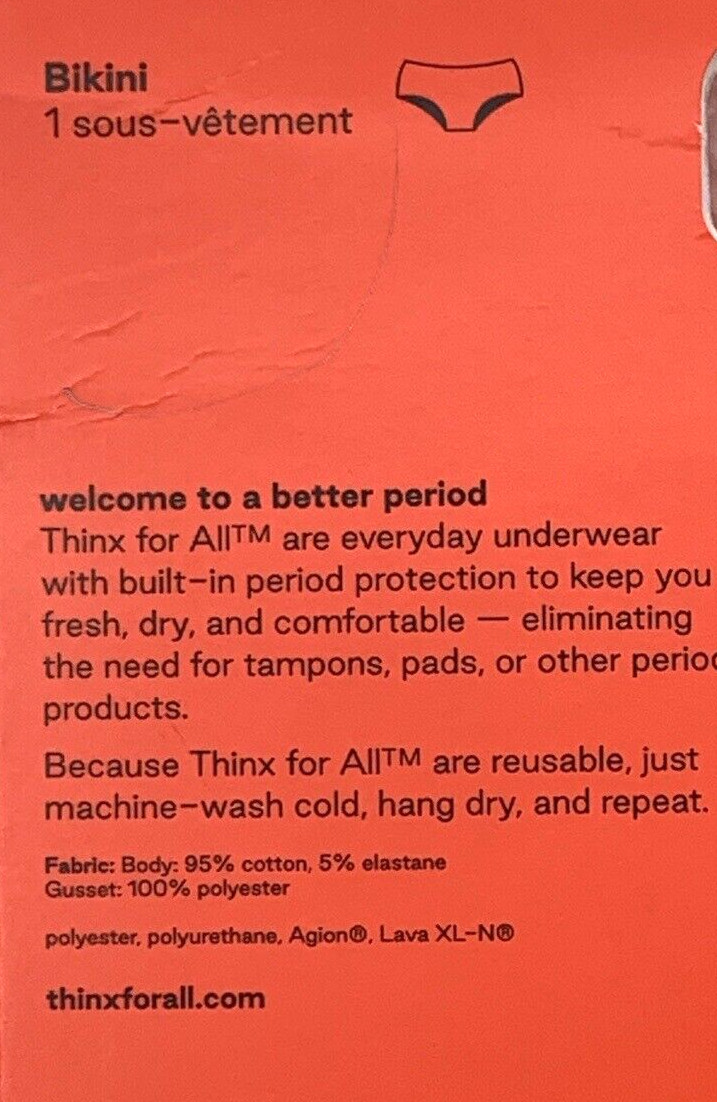 Bikini
1 sous-vêtement
welcome to a better period
Thinx for All™ are everyday underwear
with built-in period protection to keep you
fresh, dry, and comfortable — eliminating
the need for tampons, pads, or other perio
products.
Because Thinx for All™ are reusable, just
machine-wash cold, hang dry, and repeat.
Fabric: Body: 95% cotton, 5% elastane
Gusset: 100% polyester
polyester, polyurethane, Agion®, Lava XL-N®
thinxforall.com